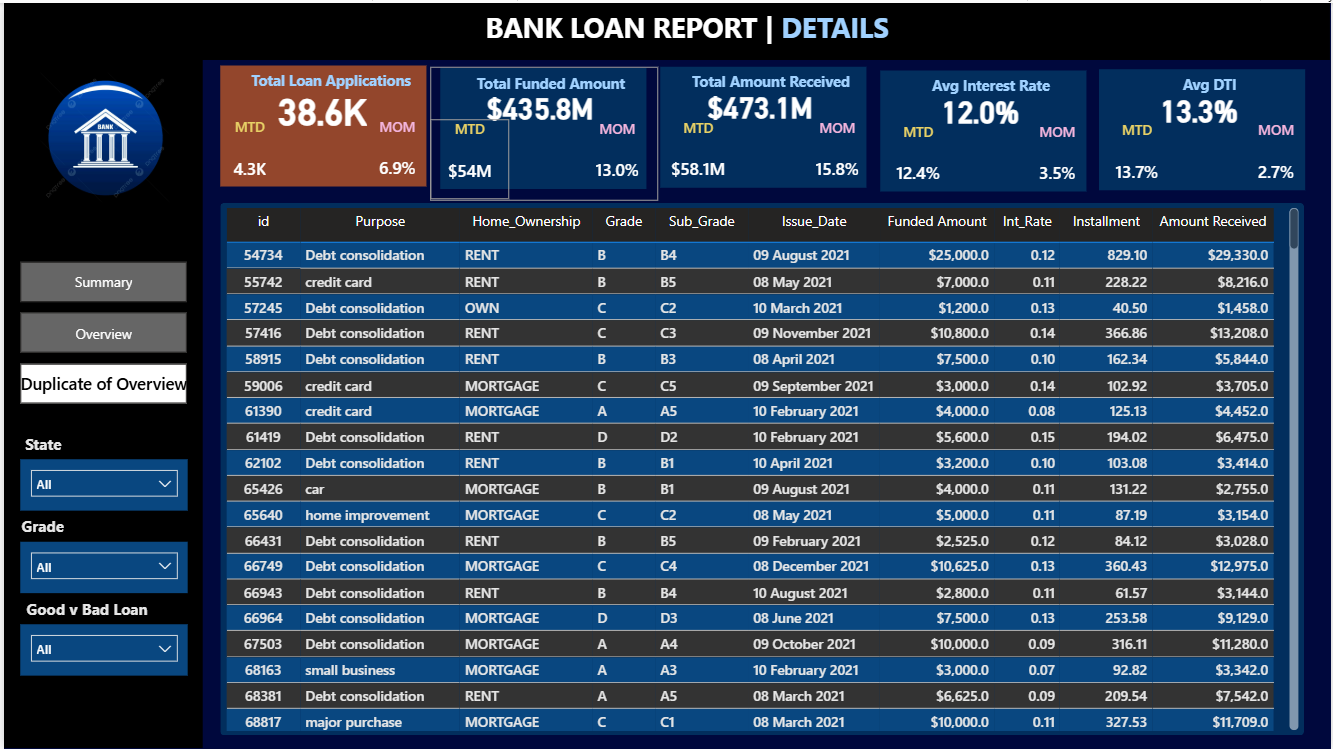 BANK LOAN REPORT | DETAILS
Total Loan Applications
38.6K
MTD MOM
4.3K 6.9%
Total Funded Amount
$435.8M
MTD MOM
$54M 13.0%
Total Amount Received
$473.1M
MTD MOM
$58.1M 15.8%
Avg Interest Rate
12.0%
MTD MOM
12.4% 3.5%
Avg DTI
13.3%
MTD MOM
13.7% 2.7%
BANK
Summary
Overview
Duplicate of Overview
State
All
Grade
All
Good v Bad Loan
All
id Purpose Home_Ownership Grade Sub_Grade Issue_Date Funded Amount Int_Rate Installment Amount Received
54734 Debt consolidation RENT B B4 09 August 2021 $25,000.0 0.12 829.10 $29,330.0
55742 credit card RENT B B5 08 May 2021 $7,000.0 0.11 228.22 $8,216.0
57245 Debt consolidation OWN C C2 10 March 2021 $1,200.0 0.13 40.50 $1,458.0
57416 Debt consolidation RENT C C3 09 November 2021 $10,800.0 0.14 366.86 $13,208.0
58915 Debt consolidation RENT B B3 08 April 2021 $7,500.0 0.10 162.34 $5,844.0
59006 credit card MORTGAGE C C5 09 September 2021 $3,000.0 0.14 102.92 $3,705.0
61390 credit card MORTGAGE A A5 10 February 2021 $4,000.0 0.08 125.13 $4,452.0
61419 Debt consolidation RENT D D2 10 February 2021 $5,600.0 0.15 194.02 $6,475.0
62102 Debt consolidation RENT B B1 10 April 2021 $3,200.0 0.10 103.08 $3,414.0
65426 car MORTGAGE B B1 09 August 2021 $4,000.0 0.11 131.22 $2,755.0
65640 home improvement MORTGAGE C C2 08 May 2021 $5,000.0 0.11 87.19 $3,154.0
66431 Debt consolidation RENT B B5 09 February 2021 $2,525.0 0.12 84.12 $3,028.0
66749 Debt consolidation MORTGAGE C C4 08 December 2021 $10,625.0 0.13 360.43 $12,975.0
66943 Debt consolidation RENT B B4 10 August 2021 $2,800.0 0.11 61.57 $3,144.0
66964 Debt consolidation MORTGAGE D D3 08 June 2021 $7,500.0 0.13 253.58 $9,129.0
67503 Debt consolidation MORTGAGE A A4 09 October 2021 $10,000.0 0.09 316.11 $11,280.0
68163 small business MORTGAGE A A3 10 February 2021 $3,000.0 0.07 92.82 $3,342.0
68381 Debt consolidation RENT A A5 08 March 2021 $6,625.0 0.09 209.54 $7,542.0
68817 major purchase MORTGAGE C C1 08 March 2021 $10,000.0 0.11 327.53 $11,709.0